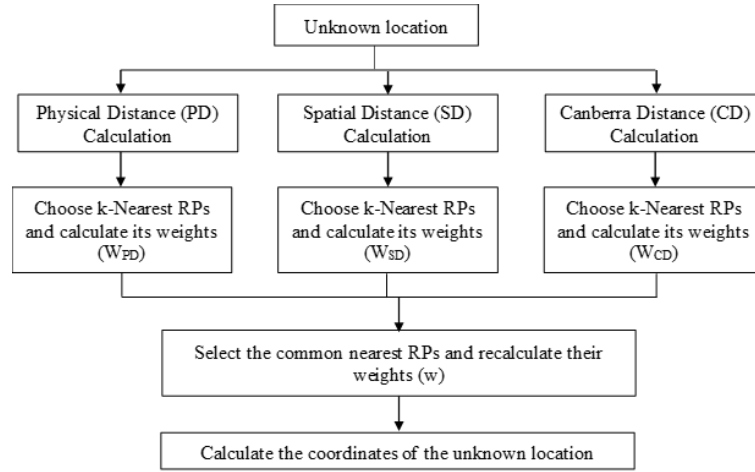 Unknown location
Physical Distance (PD)
Calculation
Spatial Distance (SD)
Calculation
Canberra Distance (CD)
Calculation
Choose k-Nearest RPs
and calculate its weights
(WPD)
Choose k-Nearest RPs
and calculate its weights
(WSD)
Choose k-Nearest RPs
and calculate its weights
(WCD)
Select the common nearest RPs and recalculate their
weights (w)
Calculate the coordinates of the unknown location